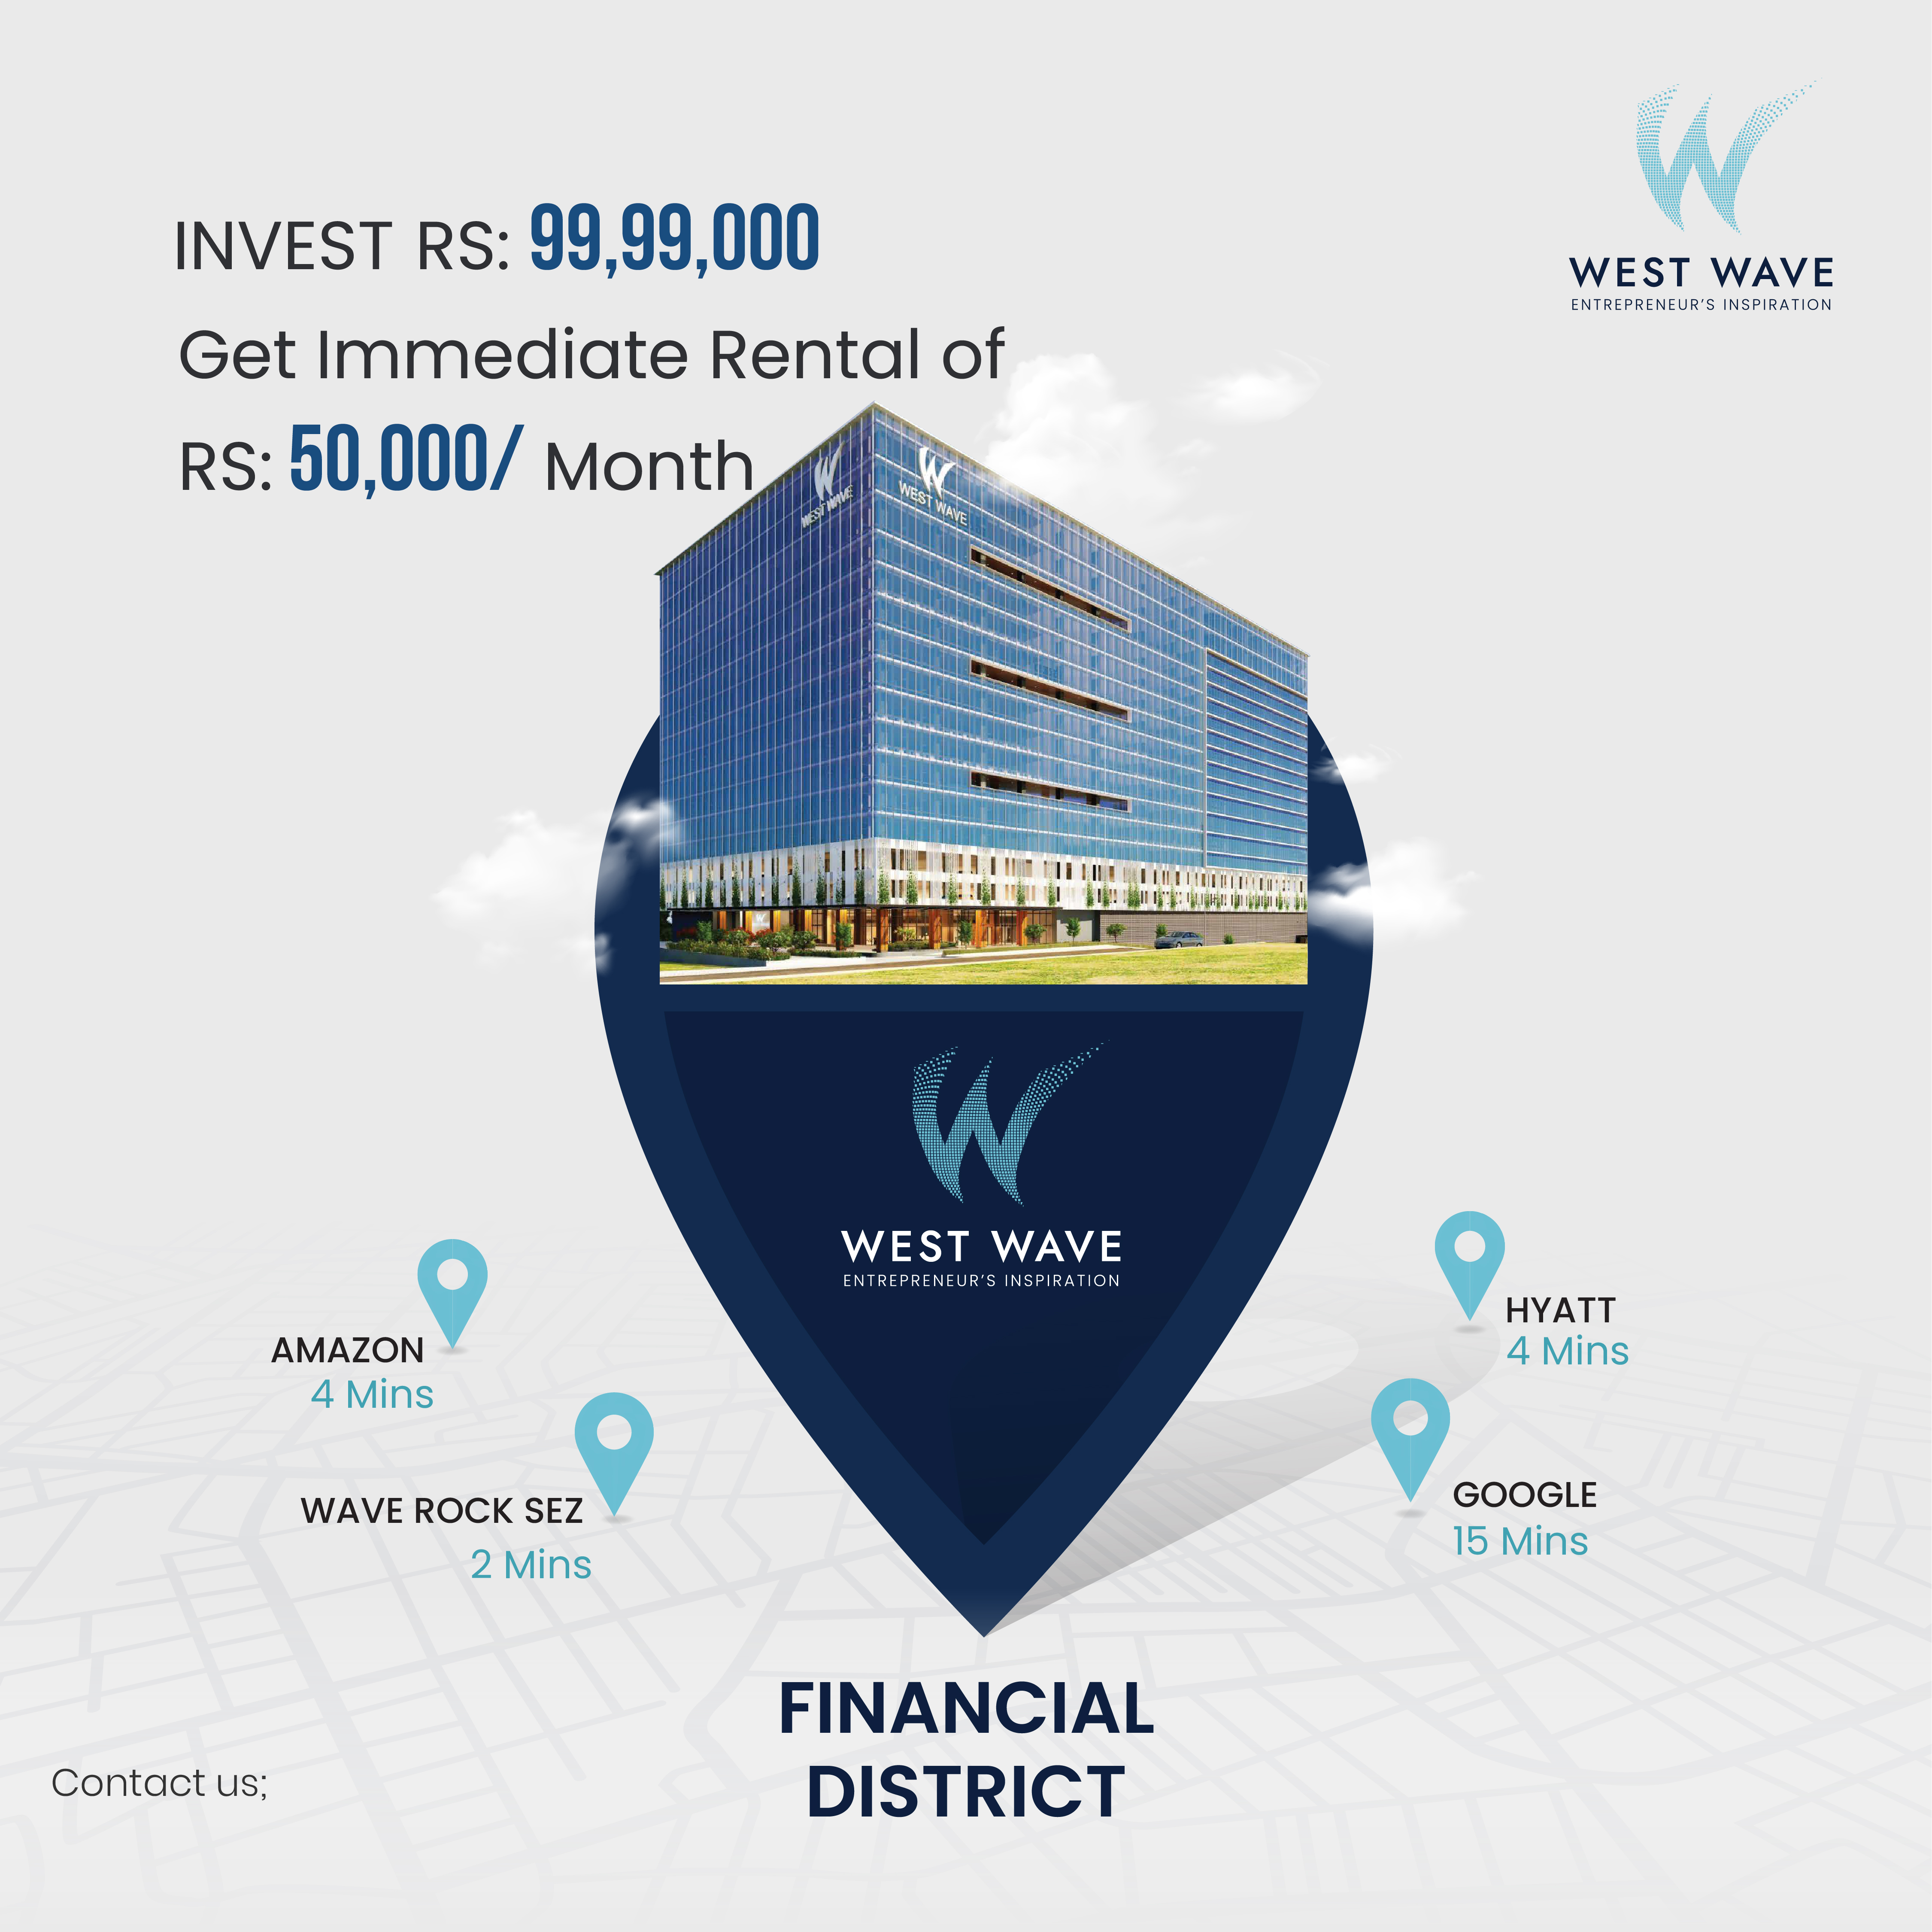 WEST WAVE
ENTREPRENEUR'S INSPIRATION
INVEST RS: 99,99,000
Get Immediate Rental of
RS: 50,000/ Month
WEST WAVE
WEST WAVE
WEST WAVE
ENTREPRENEUR'S INSPIRATION
AMAZON
4 Mins
HYATT
4 Mins
WAVE ROCK SEZ
2 Mins
GOOGLE
15 Mins
FINANCIAL
DISTRICT
Contact us;